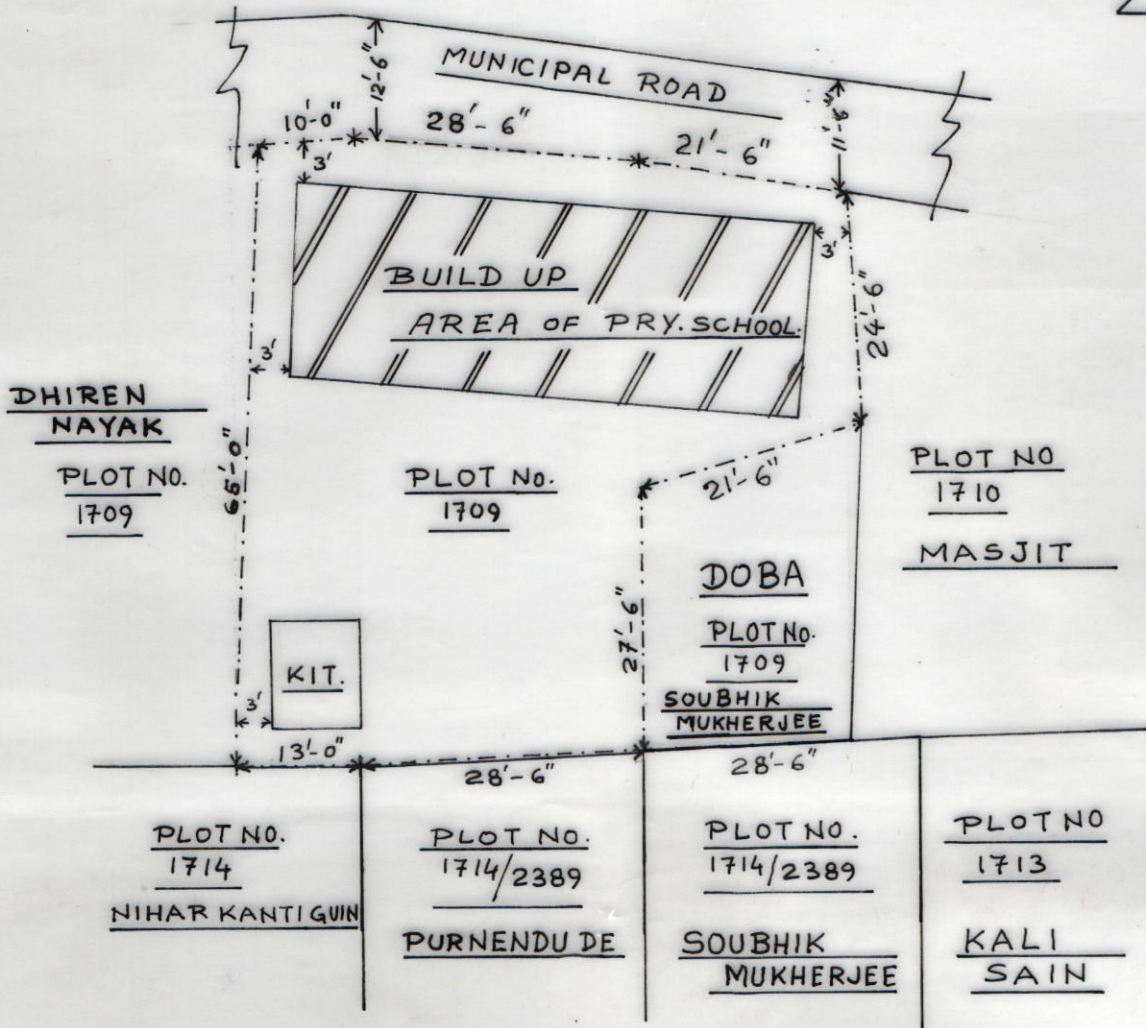 MUNICIPAL ROAD
12'-6"
11'-6"
10'-0"
28'-6"
21'-6"
3'
BUILD UP
AREA OF PRY. SCHOOL.
3'
24'-6"
3'
DHIREN
NAYAK
PLOT NO.
1709
65'-0"
PLOT NO.
1709
21'-6"
PLOT NO
1710
MASJIT
27'-6"
DOBA
PLOT NO.
1709
SOUBHIK
MUKHERJEE
KIT.
3'
13'-0"
28'-6"
28'-6"
PLOT NO.
1714
NIHAR KANTI GUIN
PLOT NO.
1714/2389
PURNENDU DE
PLOT NO.
1714/2389
SOUBHIK
MUKHERJEE
PLOT NO
1713
KALI
SAIN